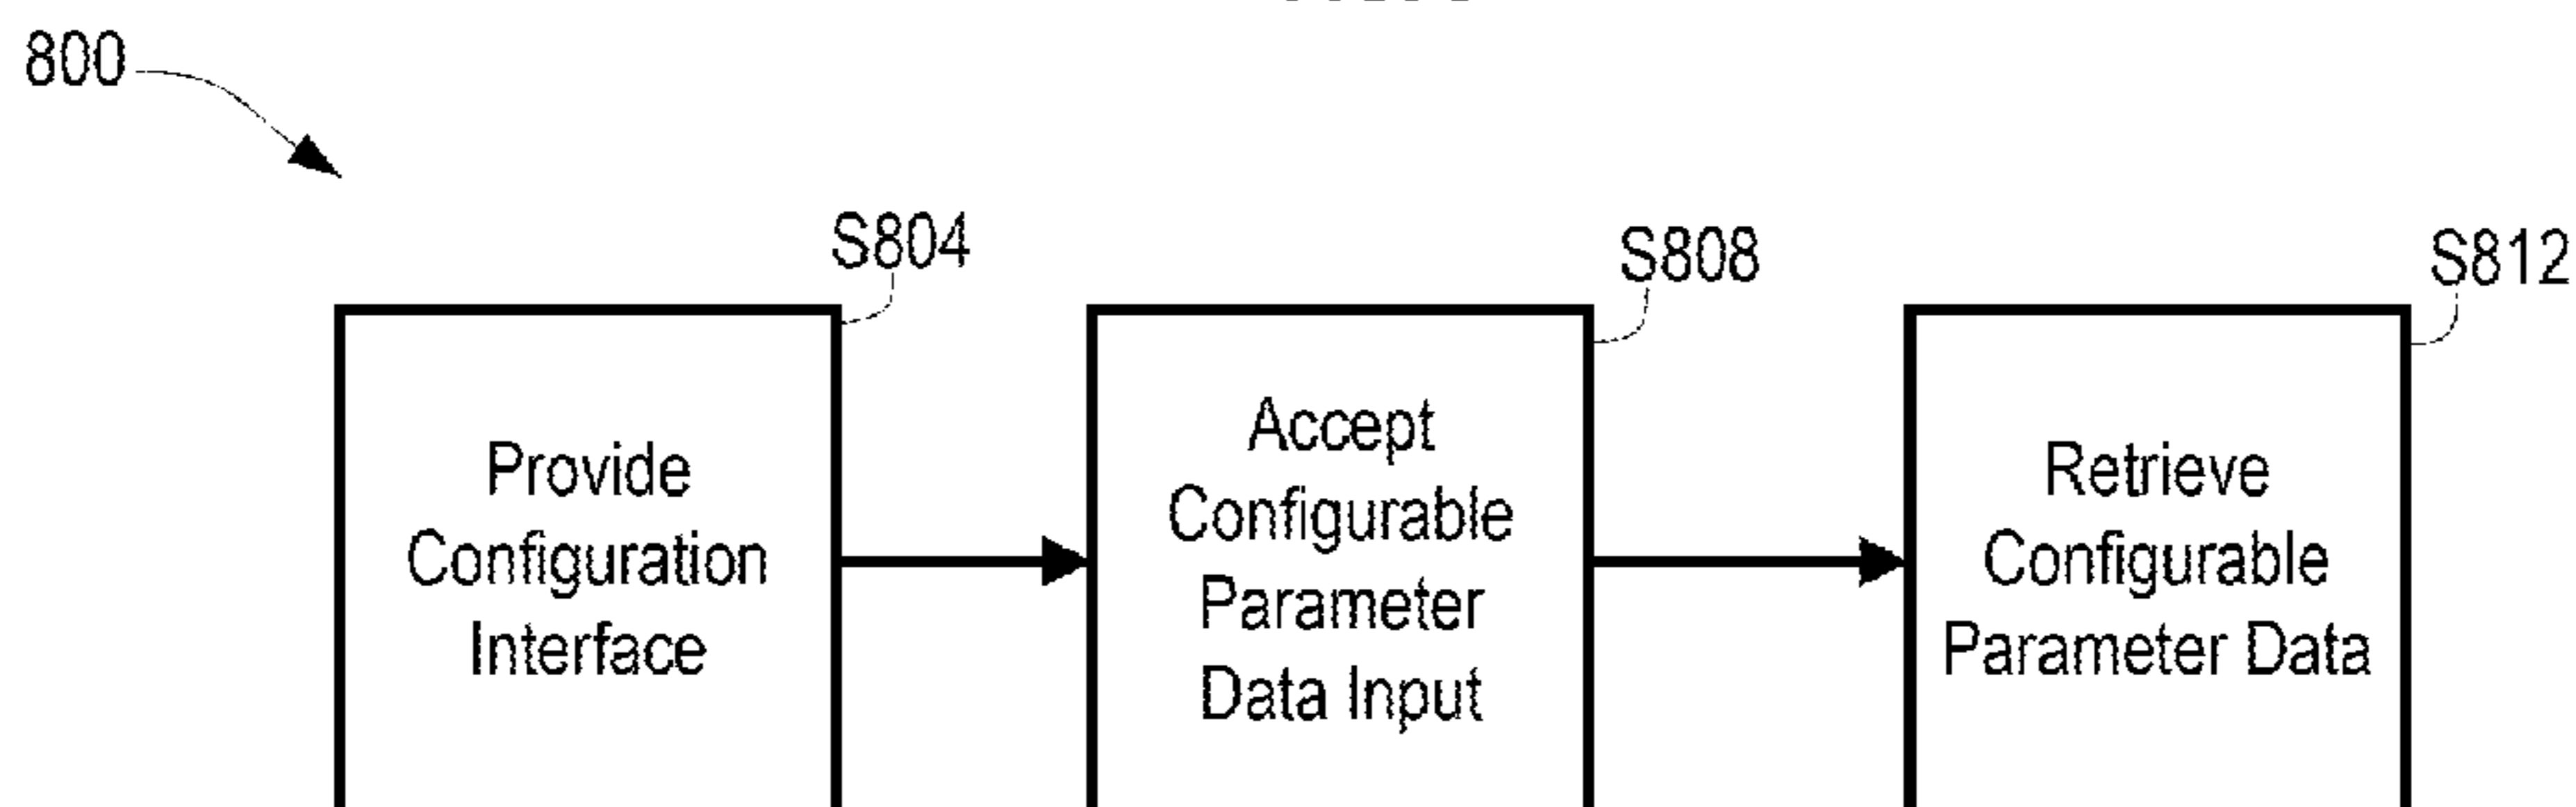 800
S804
S808
S812
Provide
Configuration
Interface
Accept
Configurable
Parameter
Data Input
Retrieve
Configurable
Parameter Data